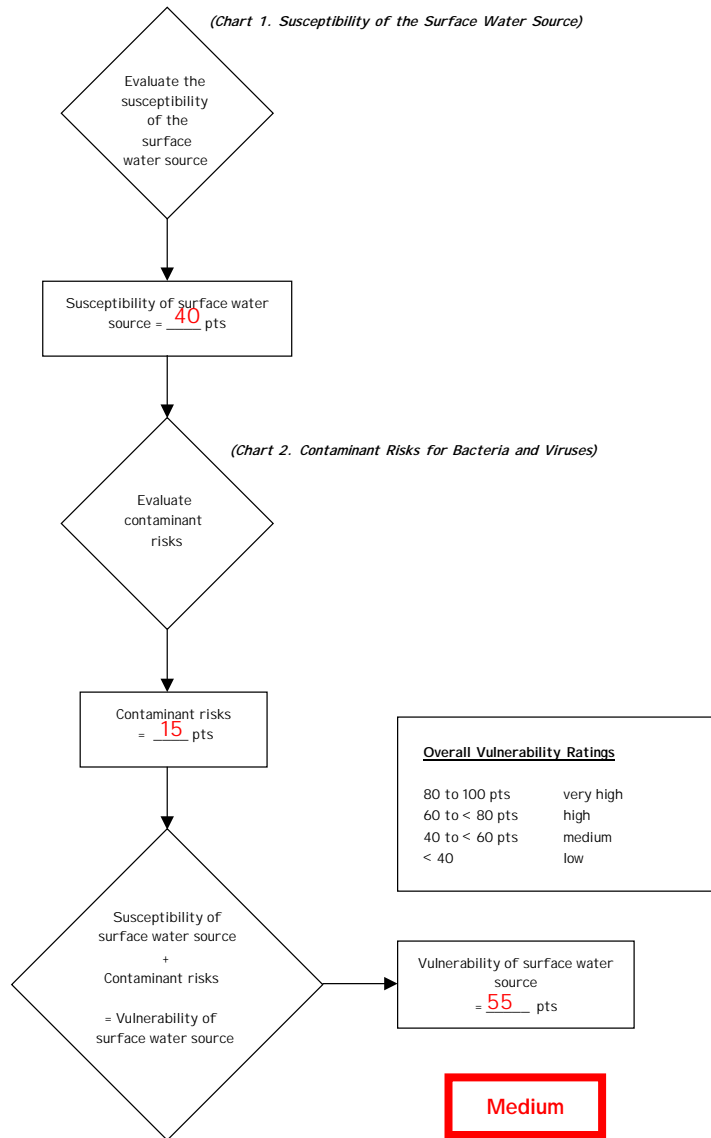 (Chart 1. Susceptibility of the Surface Water Source)
Evaluate the
susceptibility
of the
surface
water source
Susceptibility of surface water
source = 40 pts
(Chart 2. Contaminant Risks for Bacteria and Viruses)
Evaluate
contaminant
risks
Contaminant risks
= 15 pts
Overall Vulnerability Ratings
80 to 100 pts very high
60 to < 80 pts high
40 to < 60 pts medium
< 40 low
Susceptibility of
surface water source
+
Contaminant risks
= Vulnerability of
surface water source
Vulnerability of surface water
source
= 55 pts
Medium